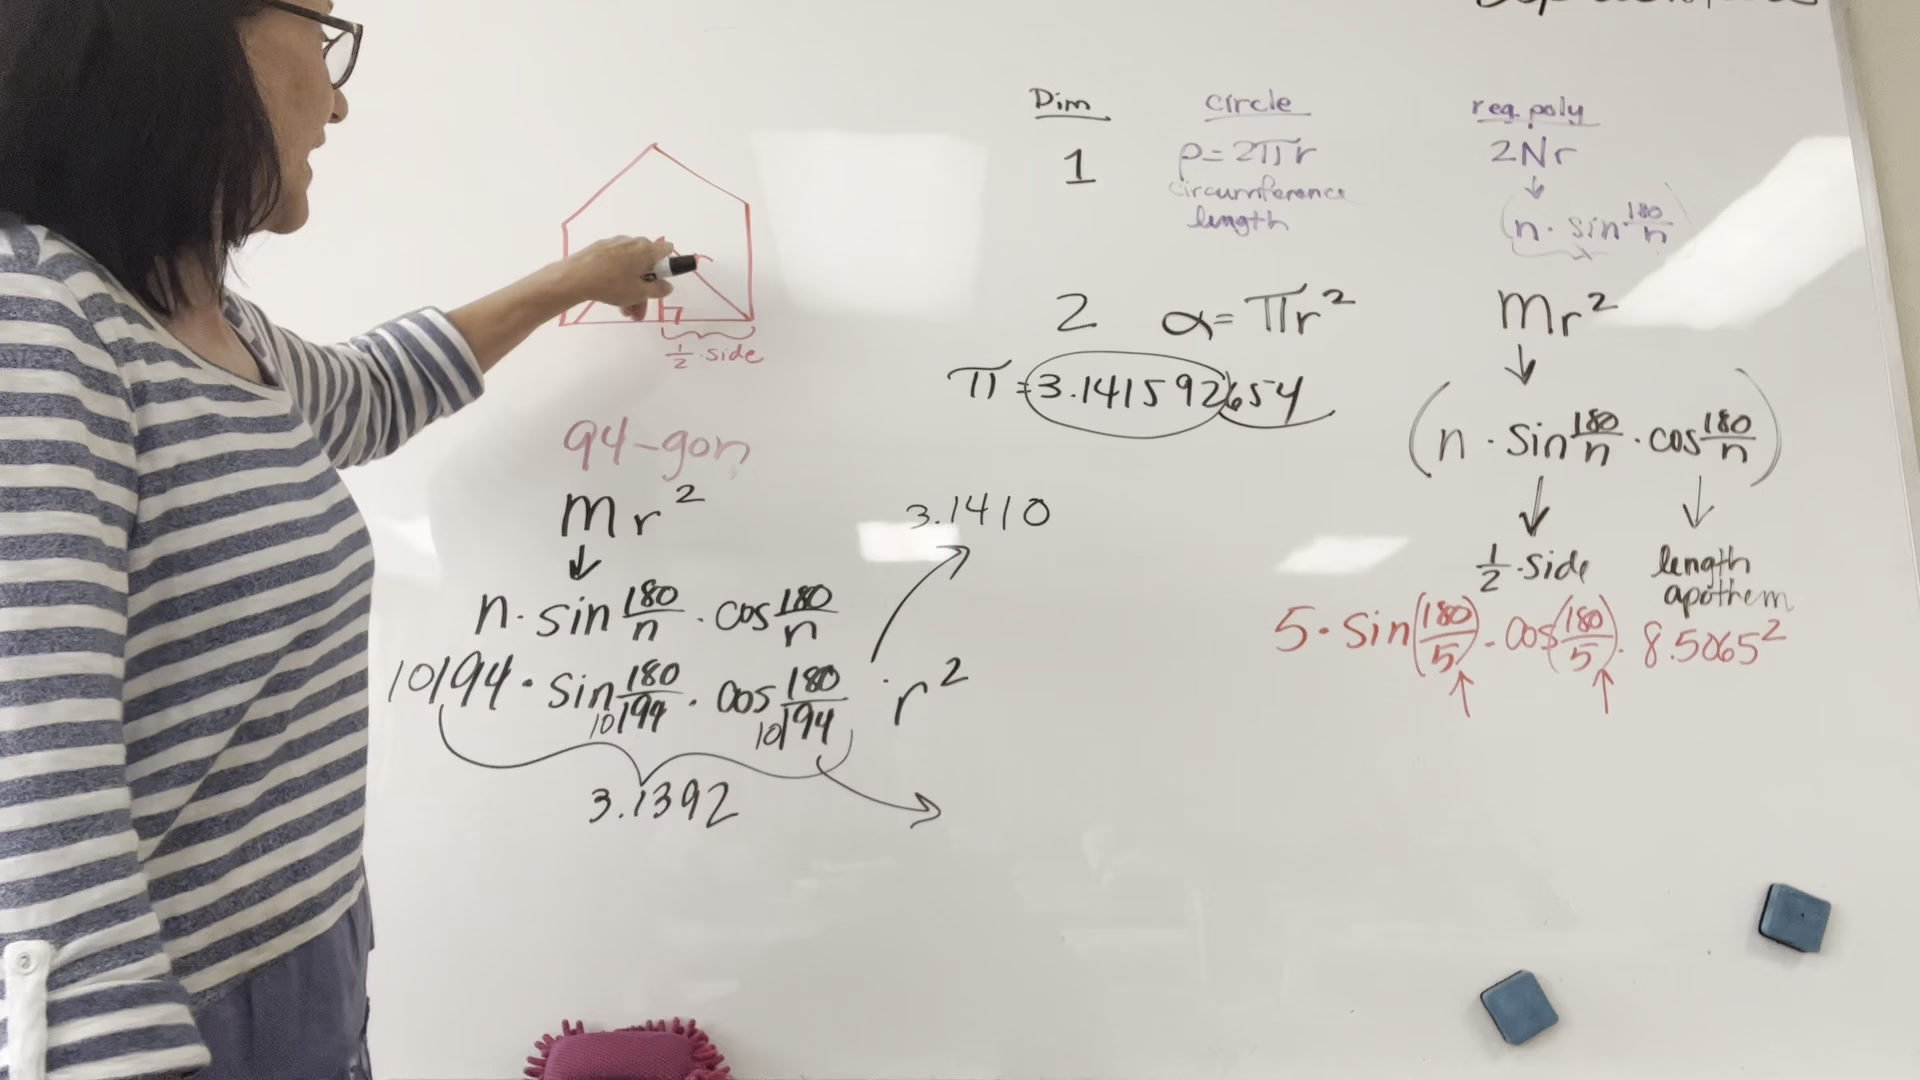 Dim circle reg. poly
1 p=2πr 2Nr
circumference
length
(n · sin 180/n)
2 α=πr² Mr²
π=3.141592654
(n · sin 180/n · cos 180/n)
½·side length
apothem
5·sin(180/5)·cos(180/5)·8.5065²
½·side
94-gon
Mr²
3.1410
n·sin 180/n · cos 180/n
10194·sin 180/10194 · cos 180/10194 · r²
3.1392